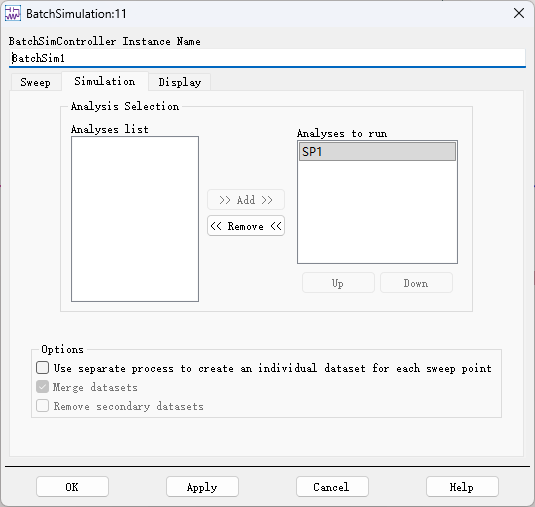 BatchSimulation:11
BatchSimController Instance Name
BatchSim1
Sweep Simulation Display
Analysis Selection
Analyses list
Analyses to run
SP1
>> Add >>
<< Remove <<
Up Down
Options
Use separate process to create an individual dataset for each sweep point
Merge datasets
Remove secondary datasets
OK Apply Cancel Help